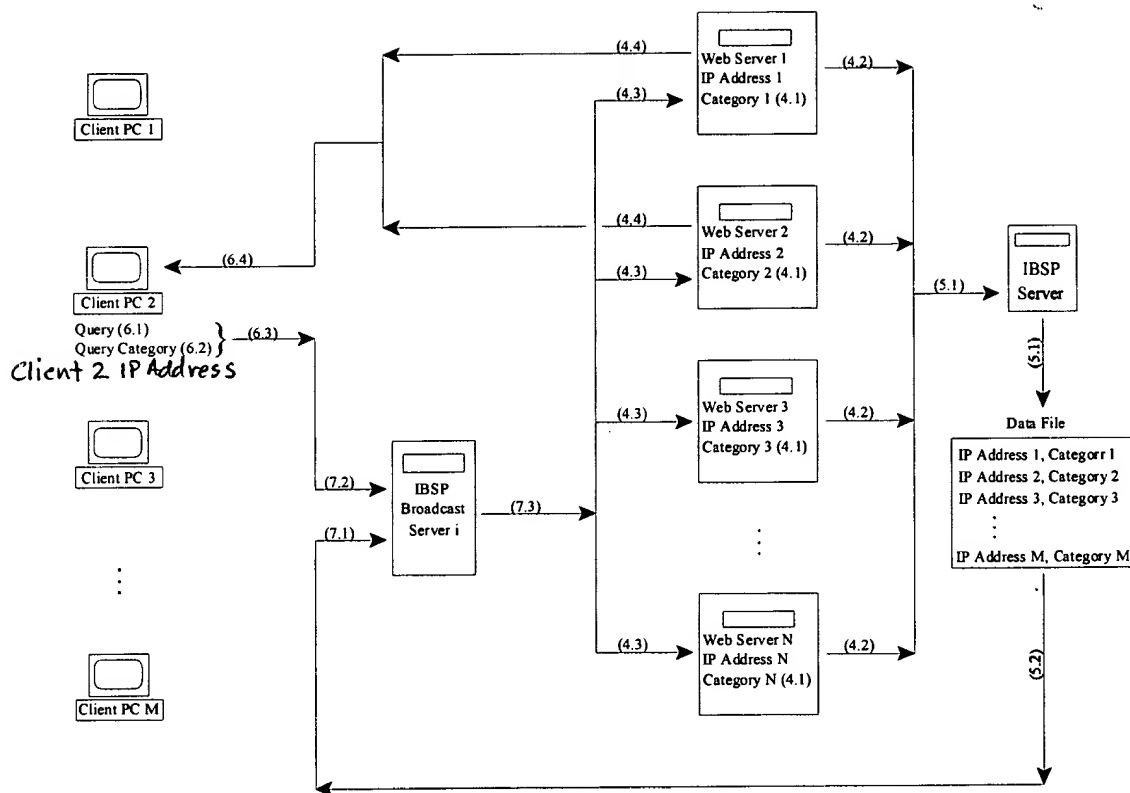 (4.4)
Web Server 1
IP Address 1
Category 1 (4.1)
(4.2)
(4.3)
Client PC 1
(4.4)
Web Server 2
IP Address 2
Category 2 (4.1)
(4.2)
(4.3)
(6.4)
Client PC 2
Query (6.1)
Query Category (6.2)
}
(6.3)
Client 2 IP Address
(5.1)
IBSP
Server
(5.1)
(4.3)
Web Server 3
IP Address 3
Category 3 (4.1)
(4.2)
Client PC 3
Data File
IP Address 1, Categorr 1
IP Address 2, Category 2
IP Address 3, Category 3
⋮
IP Address M, Category M
(7.2)
IBSP
Broadcast
Server i
(7.3)
(7.1)
⋮
⋮
(4.3)
Web Server N
IP Address N
Category N (4.1)
(4.2)
(5.2)
Client PC M